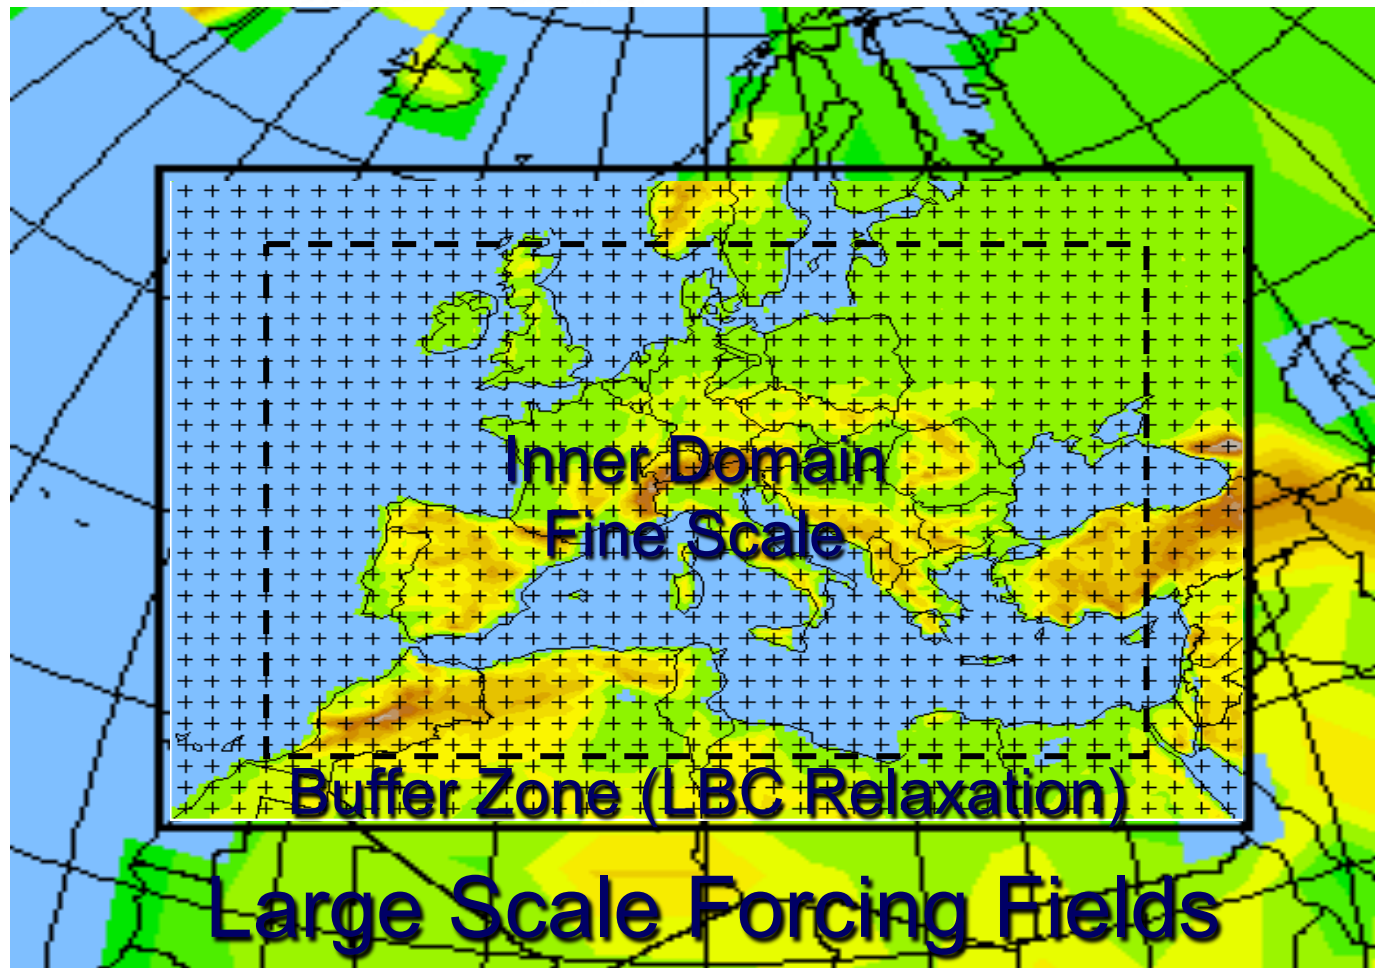 Inner Domain
Fine Scale
Buffer Zone (LBC Relaxation)
Large Scale Forcing Fields